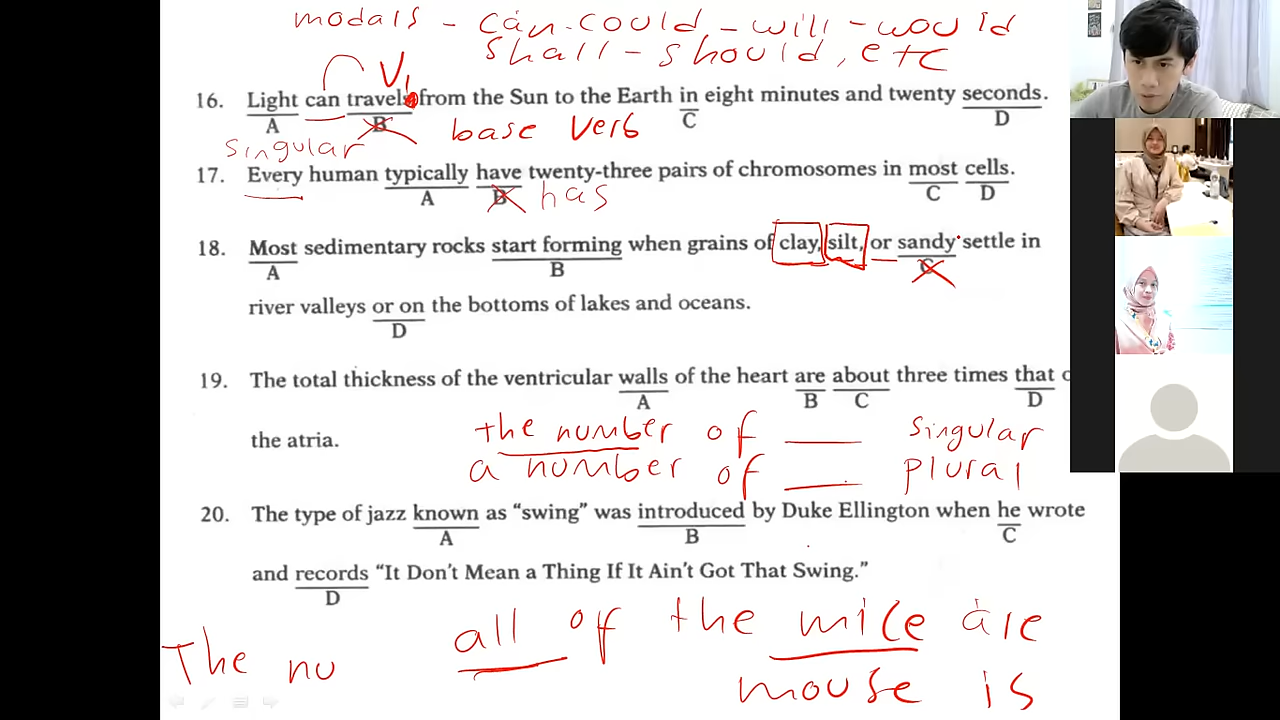 modals - can - could - will - would
shall - should, etc
V1
16. Light can travels from the Sun to the Earth in eight minutes and twenty seconds.
A B C D
base verb
singular
17. Every human typically have twenty-three pairs of chromosomes in most cells.
A B has C D
18. Most sedimentary rocks start forming when grains of clay, silt, or sandy settle in
A B C
river valleys or on the bottoms of lakes and oceans.
D
19. The total thickness of the ventricular walls of the heart are about three times that
A B C D
the number of ___ singular
the atria.
a number of ___ plural
20. The type of jazz known as “swing” was introduced by Duke Ellington when he wrote
A B C
and records “It Don’t Mean a Thing If It Ain’t Got That Swing.”
D
all of the mice are
The nu
mouse is